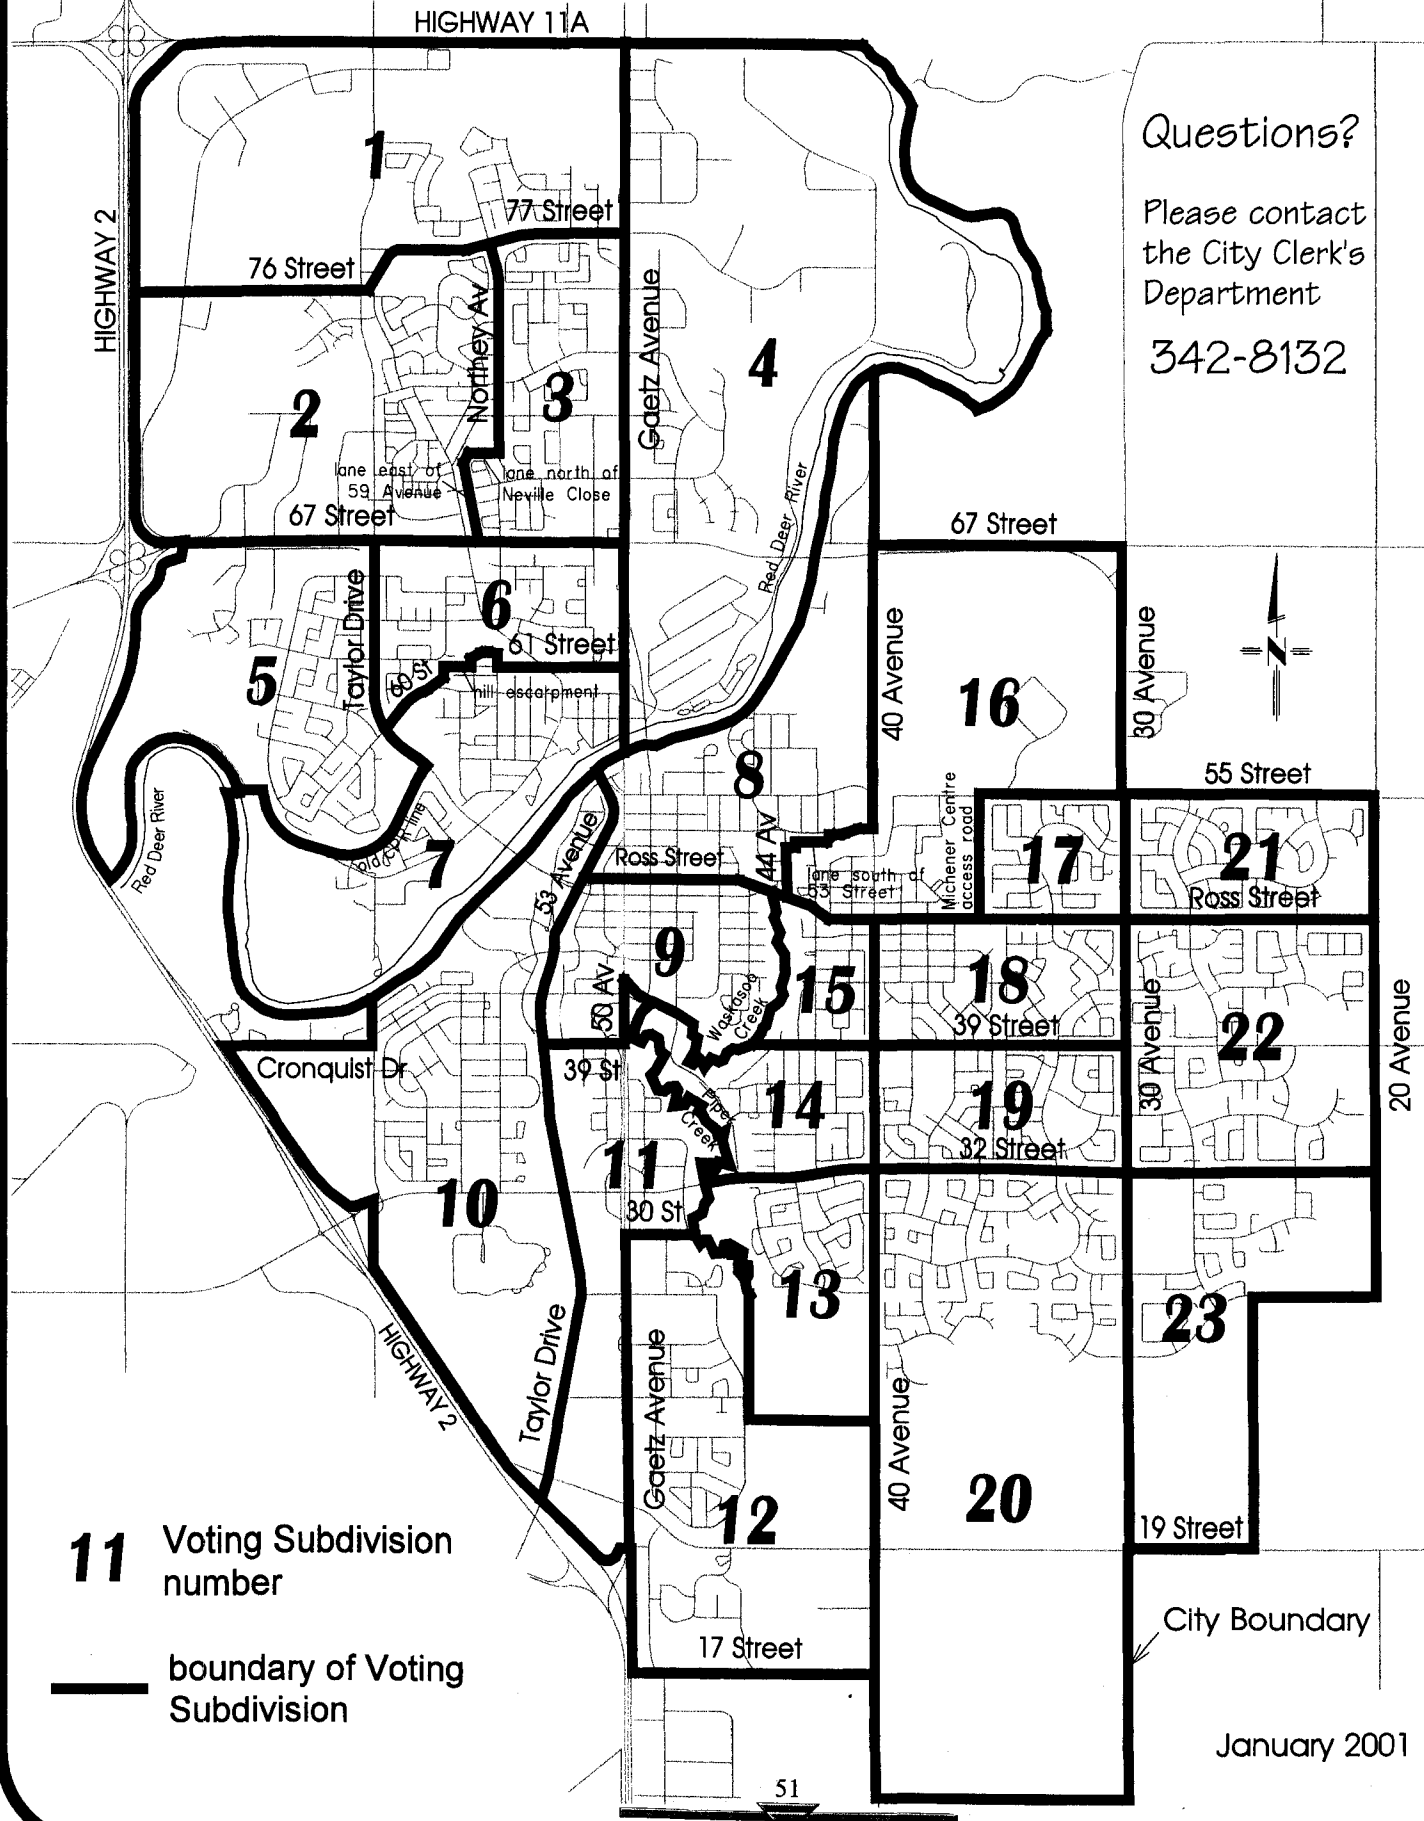 HIGHWAY 11A
Questions?
Please contact
the City Clerk's
Department
342-8132
HIGHWAY 2
1
77 Street
76 Street
Northey Av
Gaetz Avenue
2
3
4
lane east of
59 Avenue
lane north of
Neville Close
67 Street
Red Deer River
67 Street
Taylor Drive
6
61 Street
60 St
hill escarpment
5
40 Avenue
16
30 Avenue
N
55 Street
8
Red Deer River
old CPR line
7
53 Avenue
Ross Street
44 Av
lane south of
53 Street
Michener Centre
access road
17
21
Ross Street
9
50 AV
Waskasoo
Creek
15
18
39 Street
30 Avenue
22
20 Avenue
Cronquist Dr
39 St
Piper
Creek
14
19
32 Street
11
10
30 St
13
23
HIGHWAY 2
Taylor Drive
Gaetz Avenue
40 Avenue
12
20
19 Street
11
Voting Subdivision
number
City Boundary
17 Street
boundary of Voting
Subdivision
January 2001
51